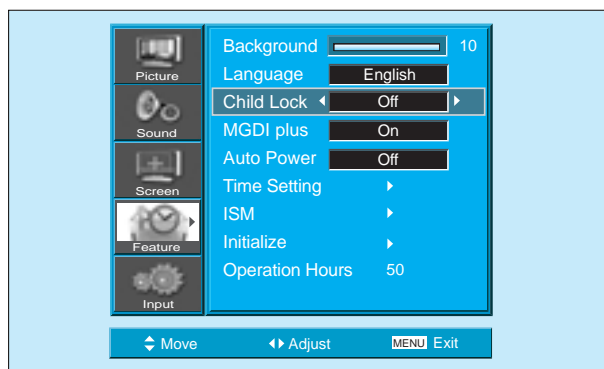 Picture
Sound
Screen
Feature
Input
Background 10
Language English
Child Lock Off
MGDI plus On
Auto Power Off
Time Setting
ISM
Initialize
Operation Hours 50
Move Adjust MENU Exit